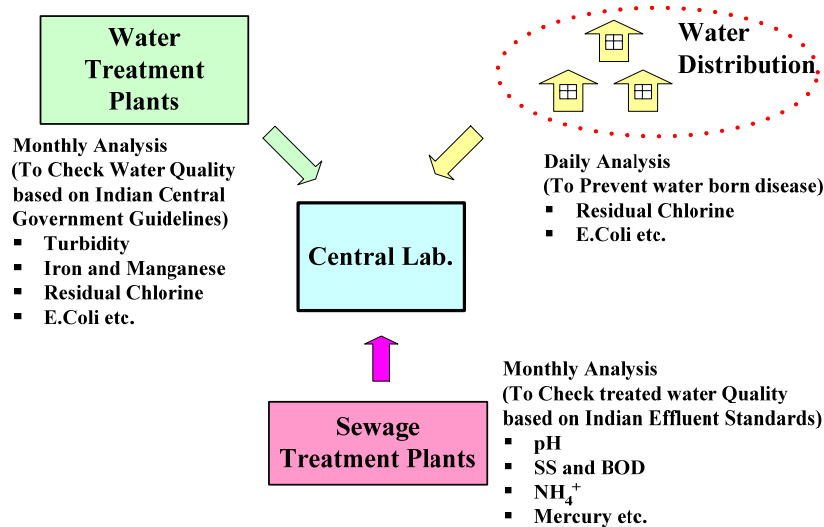 Water
Treatment
Plants
Water
Distribution
Monthly Analysis
(To Check Water Quality
based on Indian Central
Government Guidelines)
▪ Turbidity
▪ Iron and Manganese
▪ Residual Chlorine
▪ E.Coli etc.
Daily Analysis
(To Prevent water born disease)
▪ Residual Chlorine
▪ E.Coli etc.
Central Lab.
Sewage
Treatment Plants
Monthly Analysis
(To Check treated water Quality
based on Indian Effluent Standards)
▪ pH
▪ SS and BOD
▪ NH₄⁺
▪ Mercury etc.